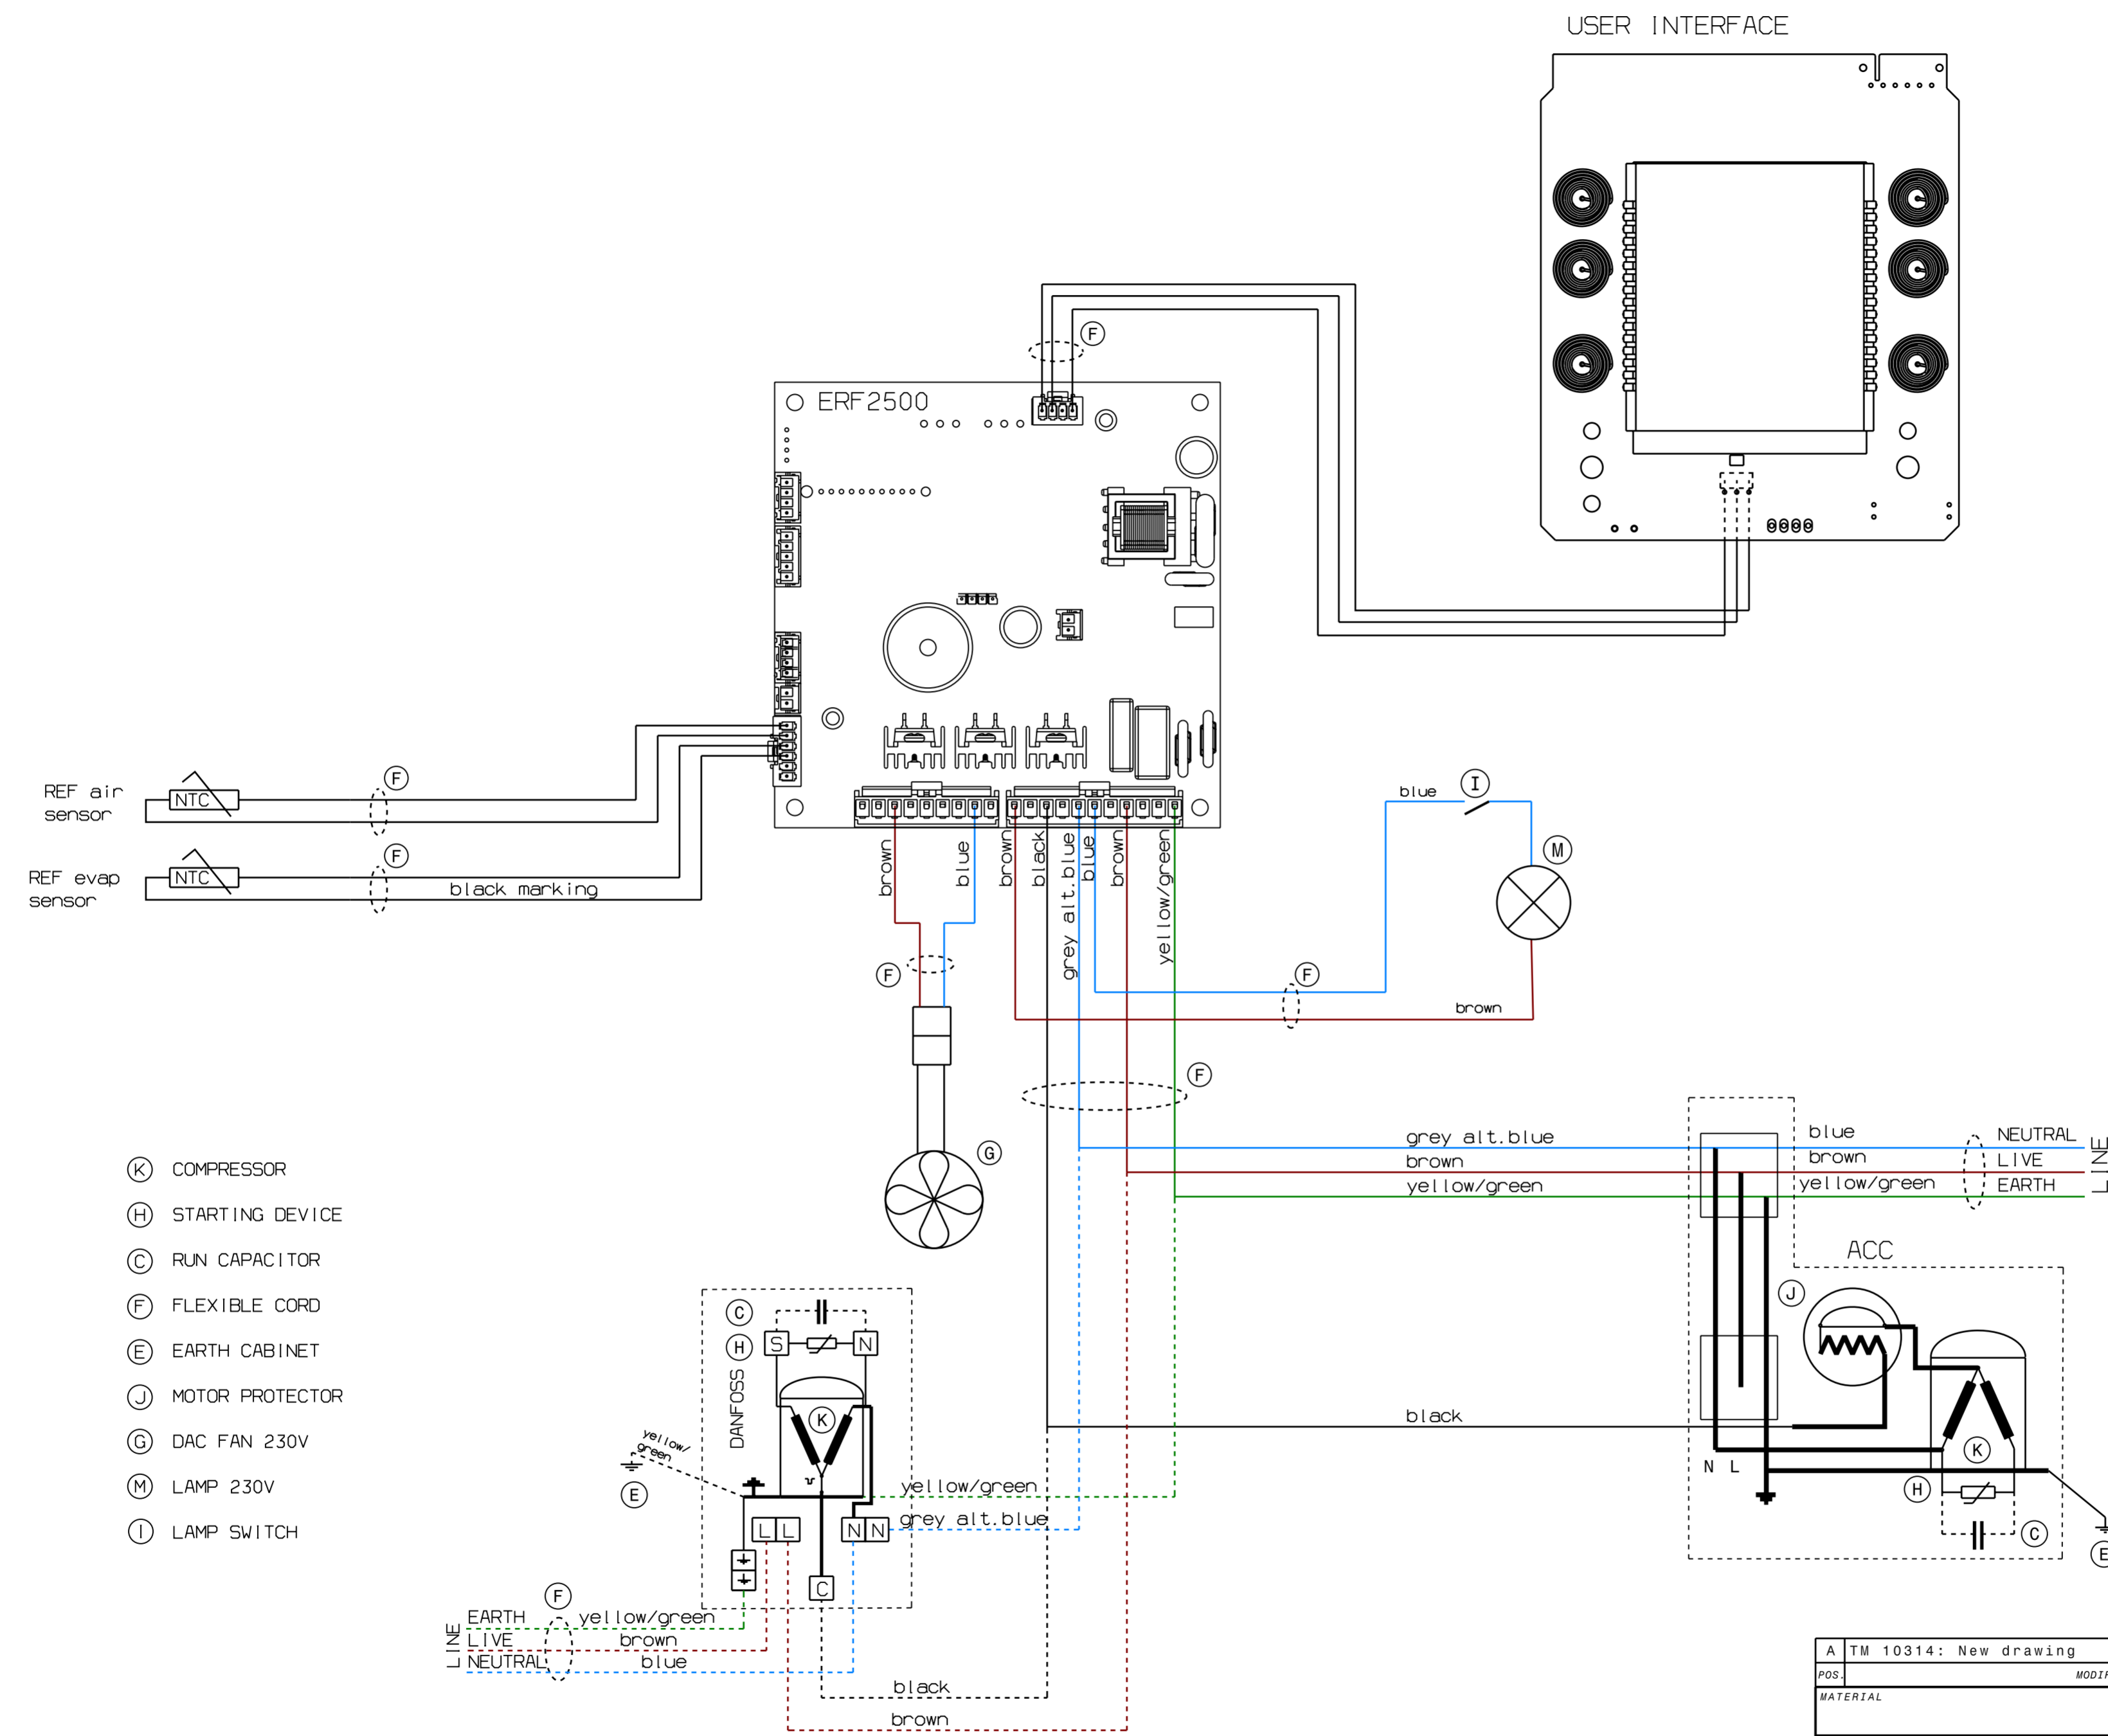 USER INTERFACE
F
ERF2500
REF air
sensor
NTC
F
REF evap
sensor
NTC
F
black marking
brown
blue
brown
black
grey alt.blue
blue
brown
yellow/green
blue
I
M
F
F
brown
F
G
grey alt.blue
brown
yellow/green
blue
brown
yellow/green
NEUTRAL
LIVE
EARTH
LINE
K COMPRESSOR
H STARTING DEVICE
C RUN CAPACITOR
F FLEXIBLE CORD
E EARTH CABINET
J MOTOR PROTECTOR
G DAC FAN 230V
M LAMP 230V
I LAMP SWITCH
ACC
J
K
N L
H
C
E
black
C
H
S
N
DANFOSS
K
yellow/
green
E
yellow/green
grey alt.blue
L L
N N
C
F
LINE
EARTH yellow/green
LIVE brown
NEUTRAL blue
black
brown
A TM 10314: New drawing
POS. MODIF
MATERIAL